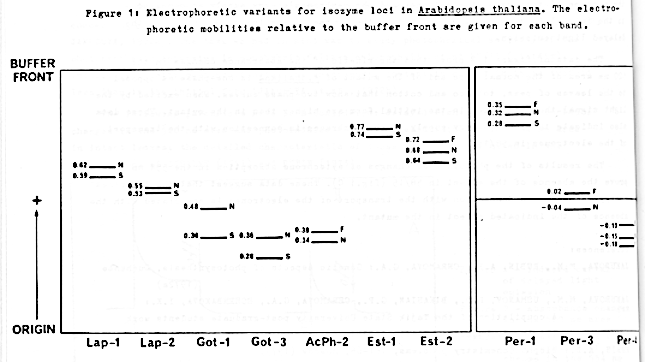 Figure 1: Electrophoretic variants for isozyme loci in Arabidopsis thaliana. The electro-
phoretic mobilities relative to the buffer front are given for each band.
BUFFER
FRONT
+
ORIGIN
0.62 N
0.59 S
Lap-1
0.55 N
0.53 S
Lap-2
0.48 N
0.36 S
Got-1
0.36 N
0.28 S
Got-3
0.38 F
0.34 N
AcPh-2
0.77 N
0.74 S
Est-1
0.72 F
0.68 N
0.64 S
Est-2
0.35 F
0.32 N
0.28 S
Per-1
0.02 F
-0.04 N
Per-3
-0.15
-0.18
Per-